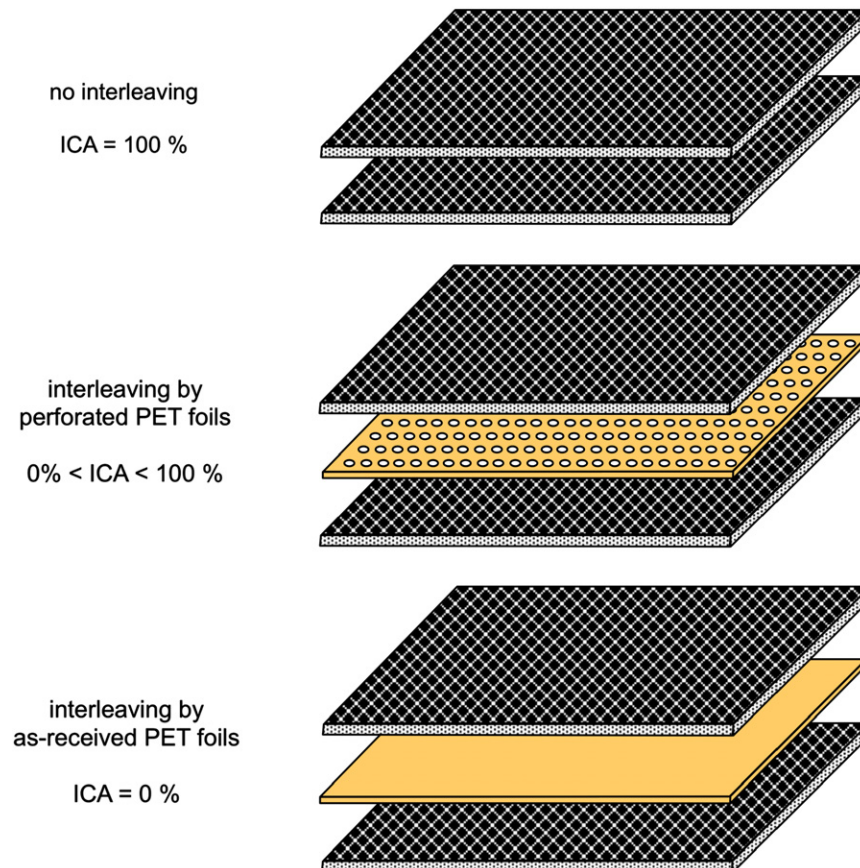 no interleaving
ICA = 100 %
interleaving by
perforated PET foils
0% < ICA < 100 %
interleaving by
as-received PET foils
ICA = 0 %